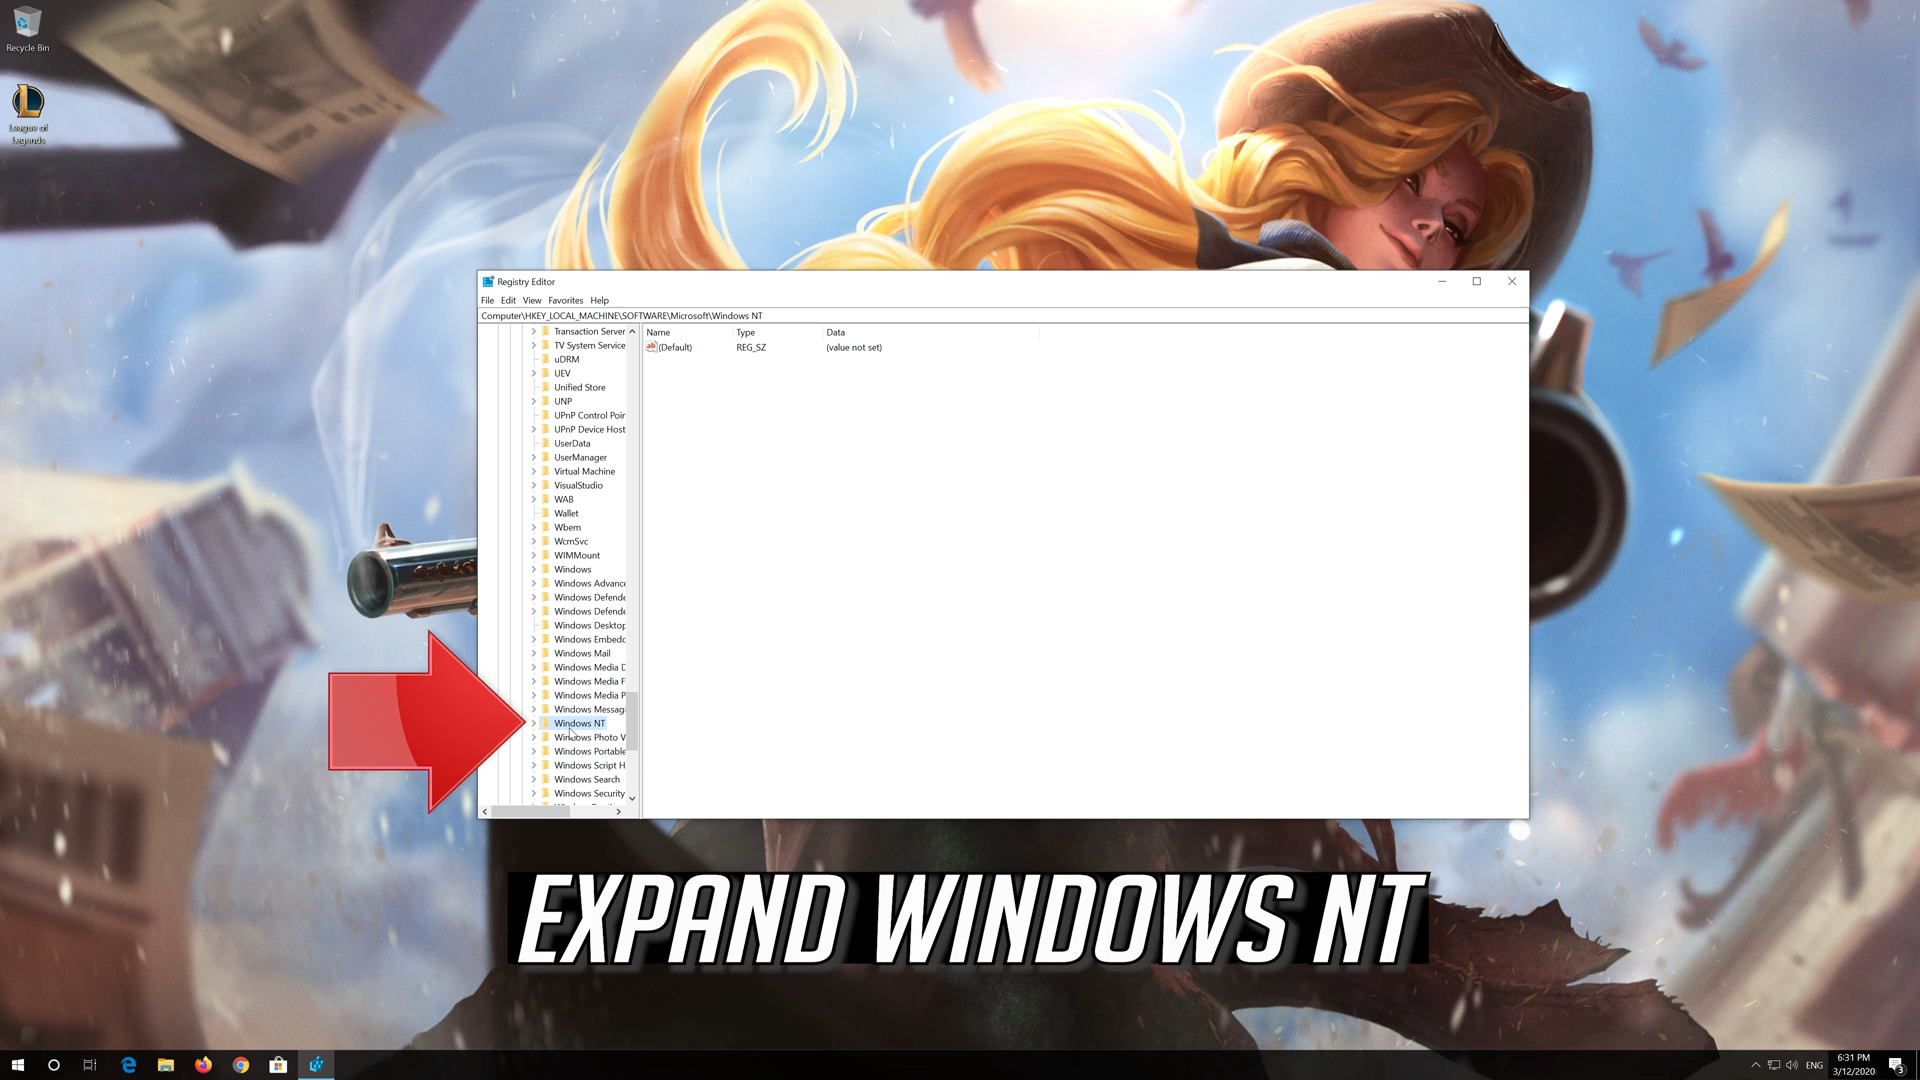 Recycle Bin
League of
Legends
Registry Editor
File Edit View Favorites Help
Computer\HKEY_LOCAL_MACHINE\SOFTWARE\Microsoft\Windows NT
Name Type Data
(Default) REG_SZ (value not set)
Transaction Server
TV System Service
uDRM
UEV
Unified Store
UNP
UPnP Control Poir
UPnP Device Host
UserData
UserManager
Virtual Machine
VisualStudio
WAB
Wallet
Wbem
WcmSvc
WIMMount
Windows
Windows Advance
Windows Defende
Windows Defende
Windows Desktop
Windows Embedd
Windows Mail
Windows Media D
Windows Media F
Windows Media P
Windows Messagi
Windows NT
Windows Photo V
Windows Portable
Windows Script H
Windows Search
Windows Security
EXPAND WINDOWS NT
ENG
6:31 PM
3/12/2020
3